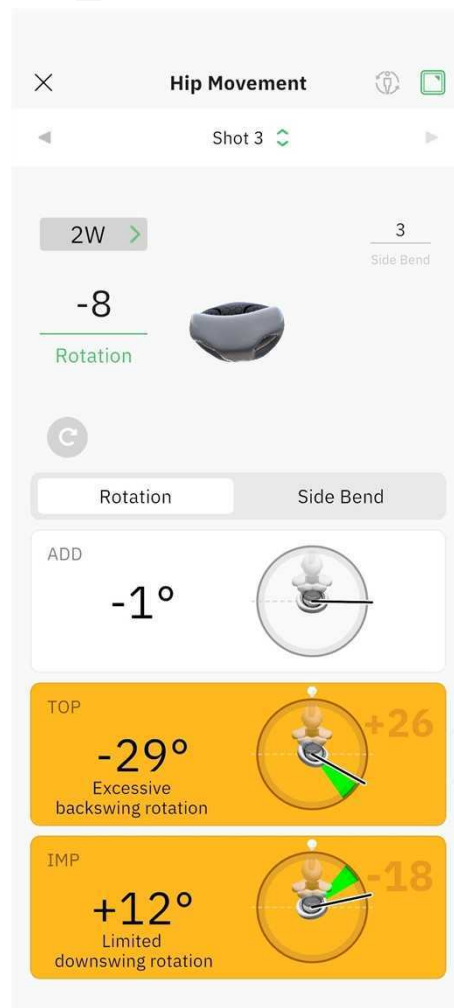 Hip Movement
Shot 3
2W
3
Side Bend
-8
Rotation
Rotation
Side Bend
ADD
-1°
TOP
+26
-29°
Excessive
backswing rotation
IMP
-18
+12°
Limited
downswing rotation